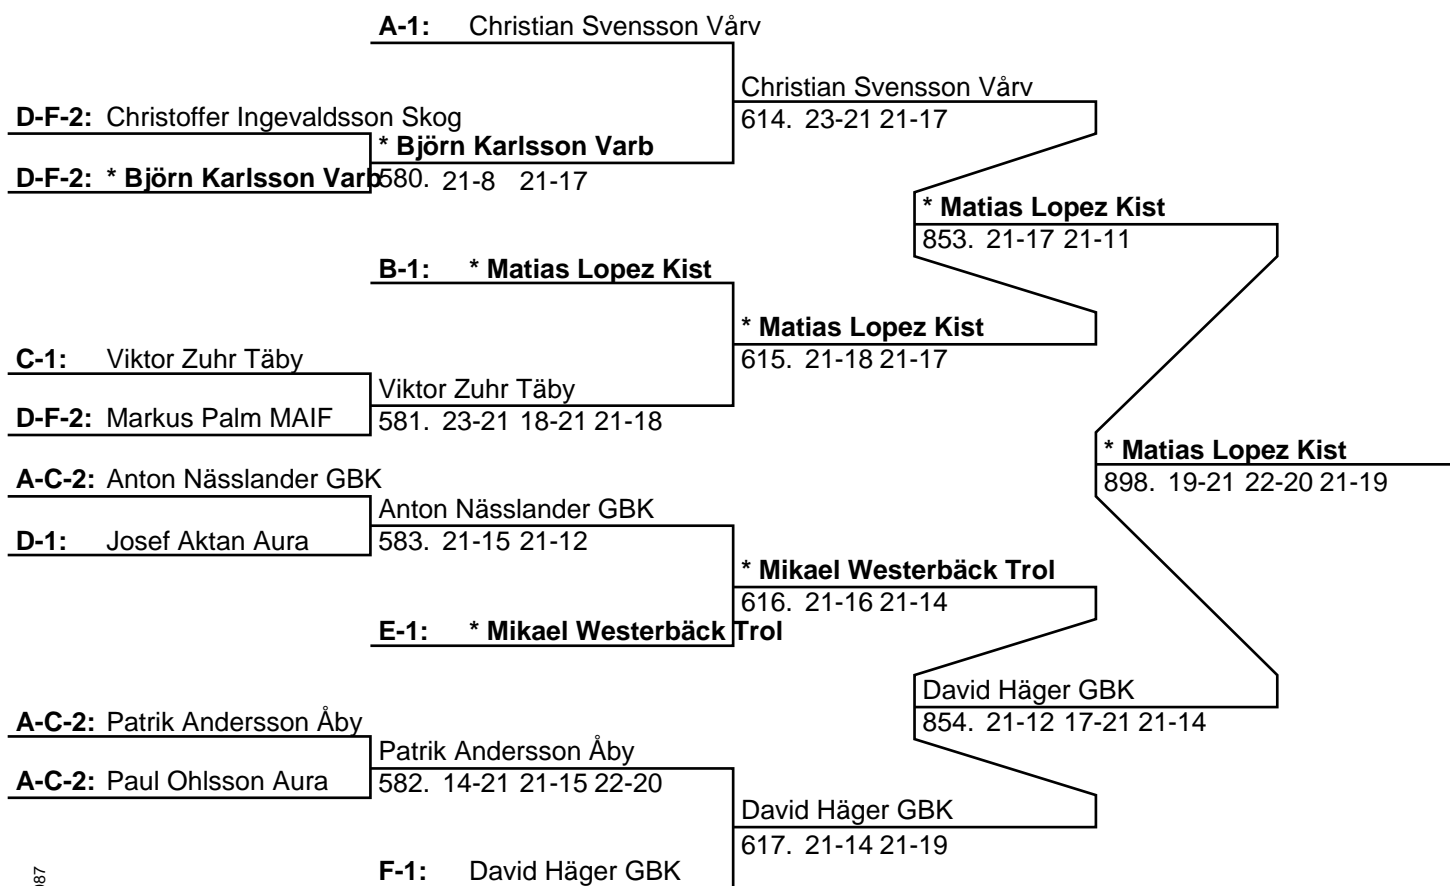 A-1: Christian Svensson Vårv
Christian Svensson Vårv
D-F-2: Christoffer Ingevaldsson Skog
614. 23-21 21-17
* Björn Karlsson Varb
D-F-2: * Björn Karlsson Varb
580. 21-8 21-17
* Matias Lopez Kist
853. 21-17 21-11
B-1: * Matias Lopez Kist
* Matias Lopez Kist
C-1: Viktor Zuhr Täby
615. 21-18 21-17
Viktor Zuhr Täby
D-F-2: Markus Palm MAIF
581. 23-21 18-21 21-18
* Matias Lopez Kist
A-C-2: Anton Nässlander GBK
898. 19-21 22-20 21-19
Anton Nässlander GBK
D-1: Josef Aktan Aura
583. 21-15 21-12
* Mikael Westerbäck Trol
616. 21-16 21-14
E-1: * Mikael Westerbäck Trol
David Häger GBK
A-C-2: Patrik Andersson Åby
854. 21-12 17-21 21-14
Patrik Andersson Åby
A-C-2: Paul Ohlsson Aura
582. 14-21 21-15 22-20
David Häger GBK
617. 21-14 21-19
F-1: David Häger GBK